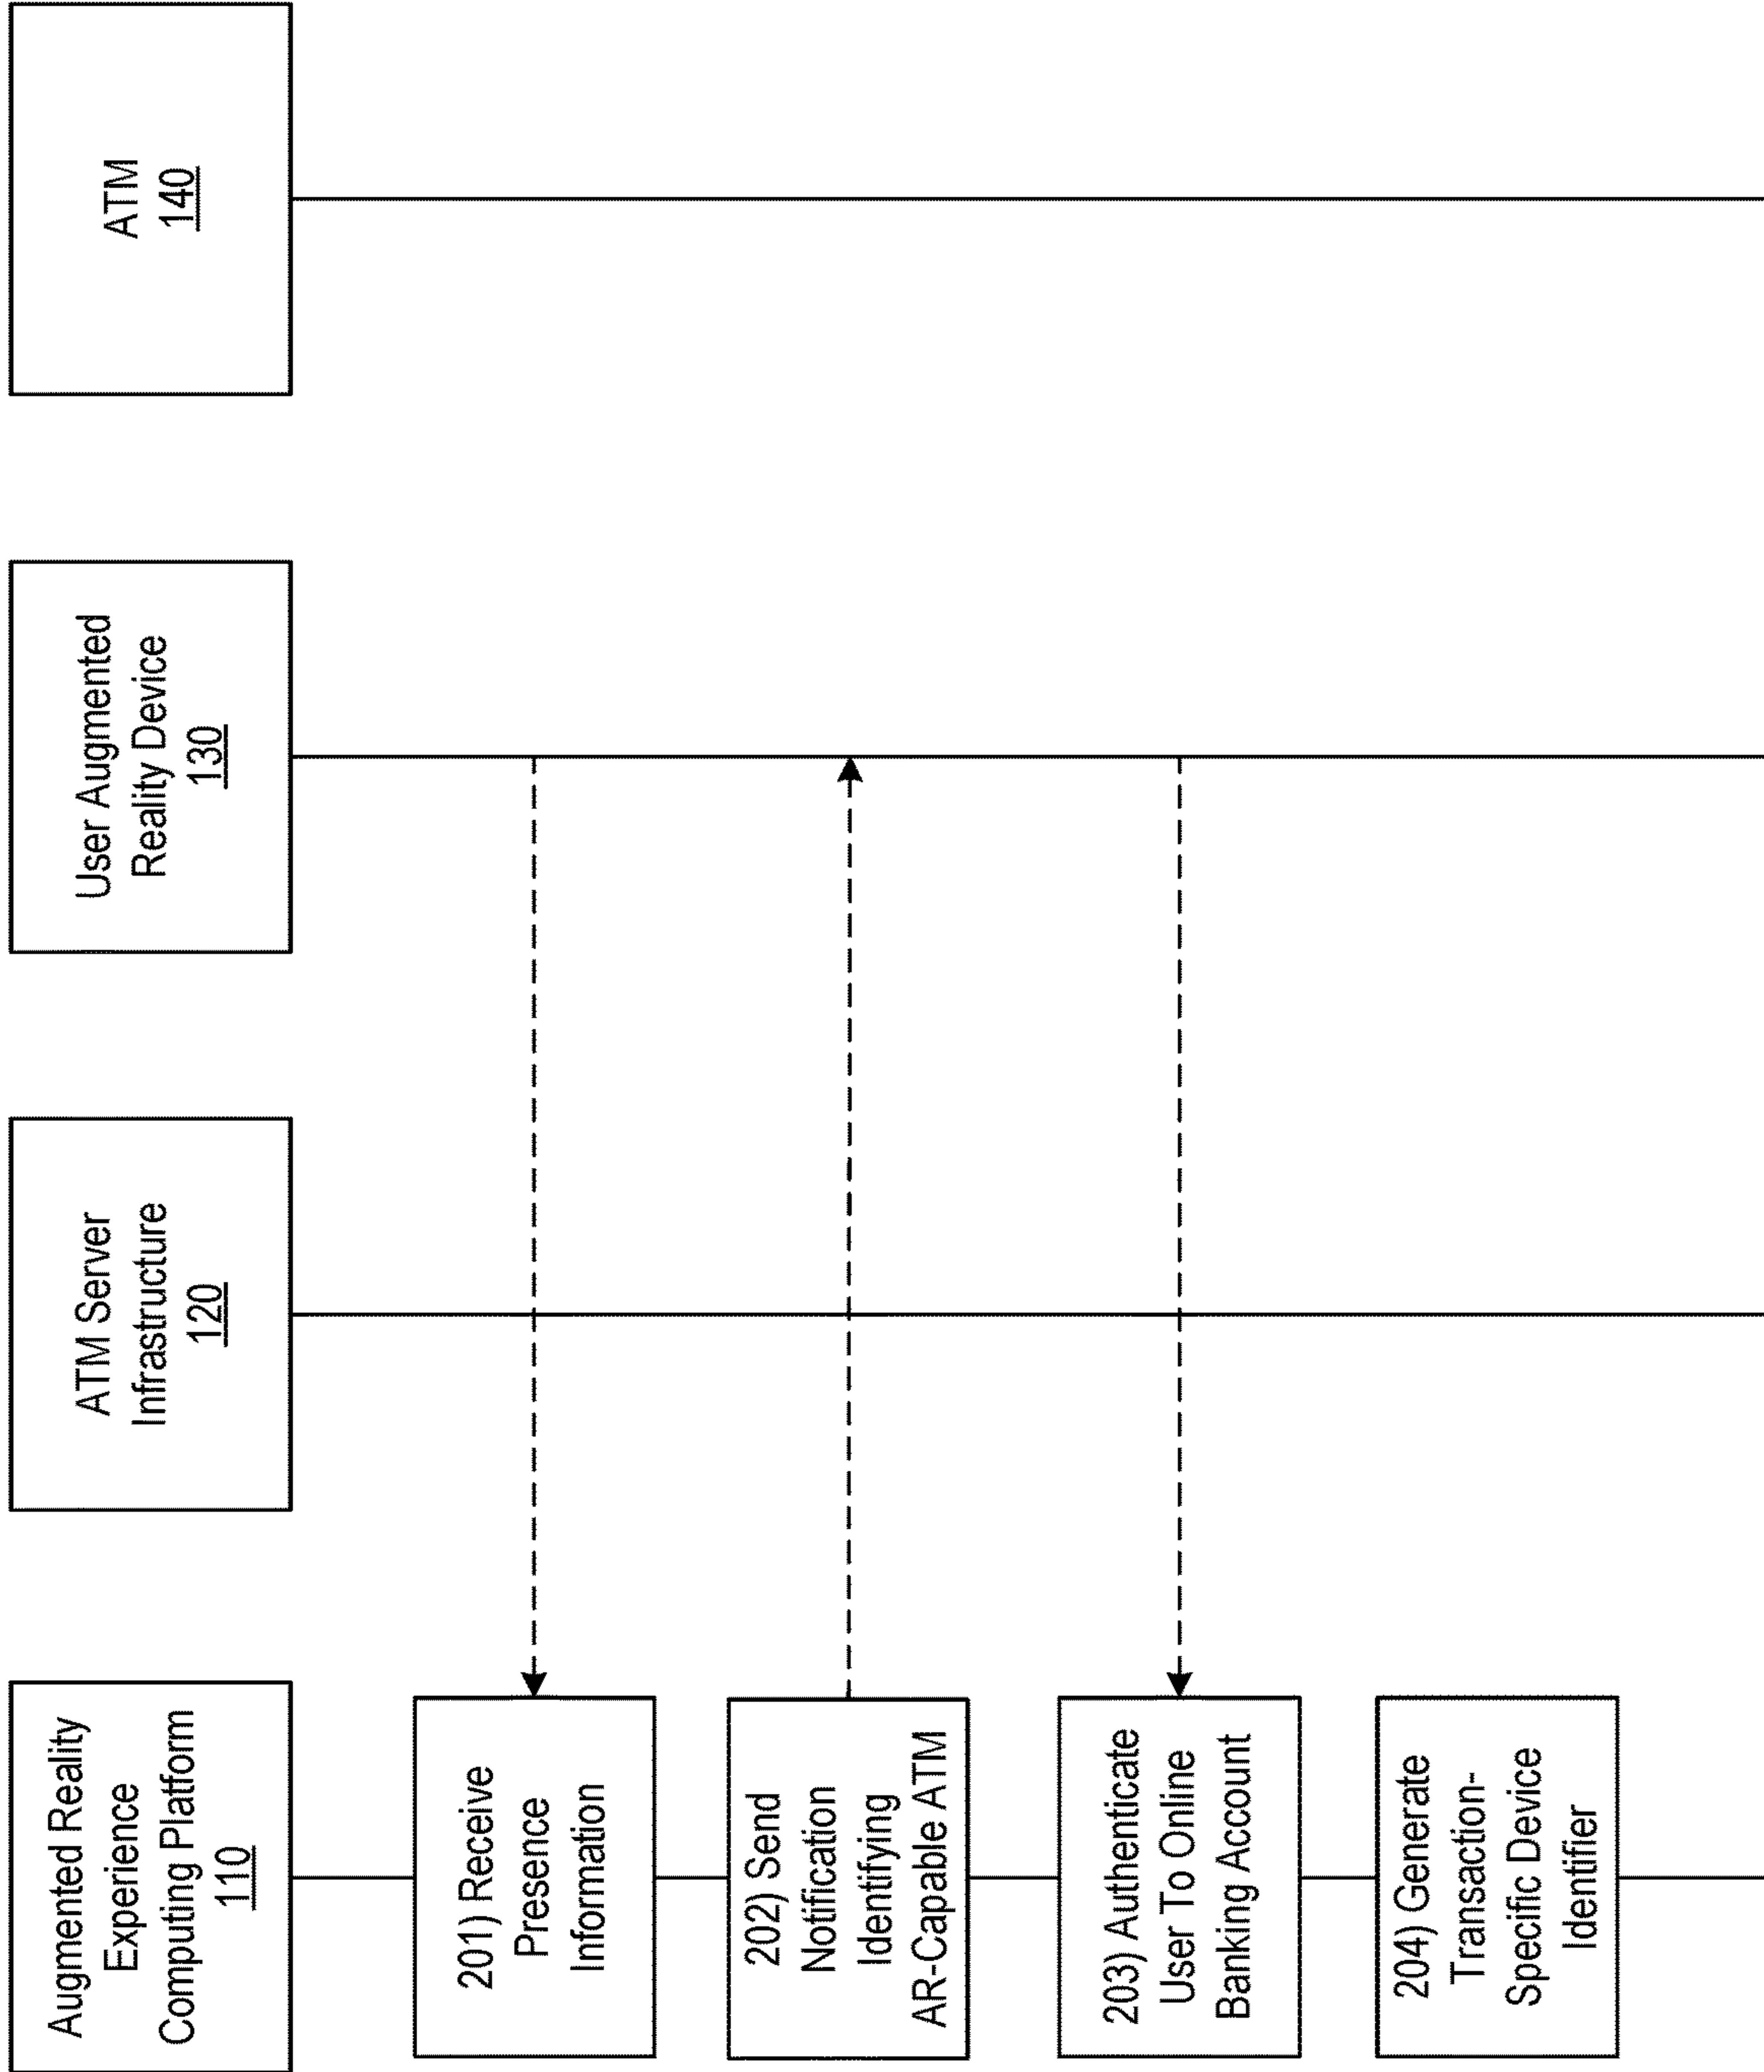 Augmented Reality
Experience
Computing Platform
110
ATM Server
Infrastructure
120
User Augmented
Reality Device
130
ATM
140
201) Receive
Presence
Information
202) Send
Notification
Identifying
AR-Capable ATM
203) Authenticate
User To Online
Banking Account
204) Generate
Transaction-
Specific Device
Identifier